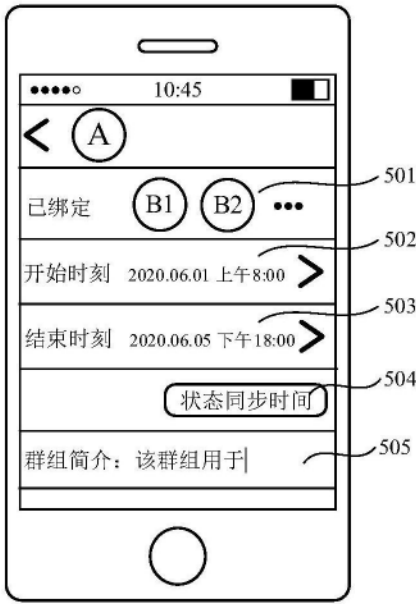 10:45
A
已绑定 B1 B2 ••• 501
开始时刻 2020.06.01 上午8:00 502
结束时刻 2020.06.05 下午18:00 503
状态同步时间 504
群组简介：该群组用于 505